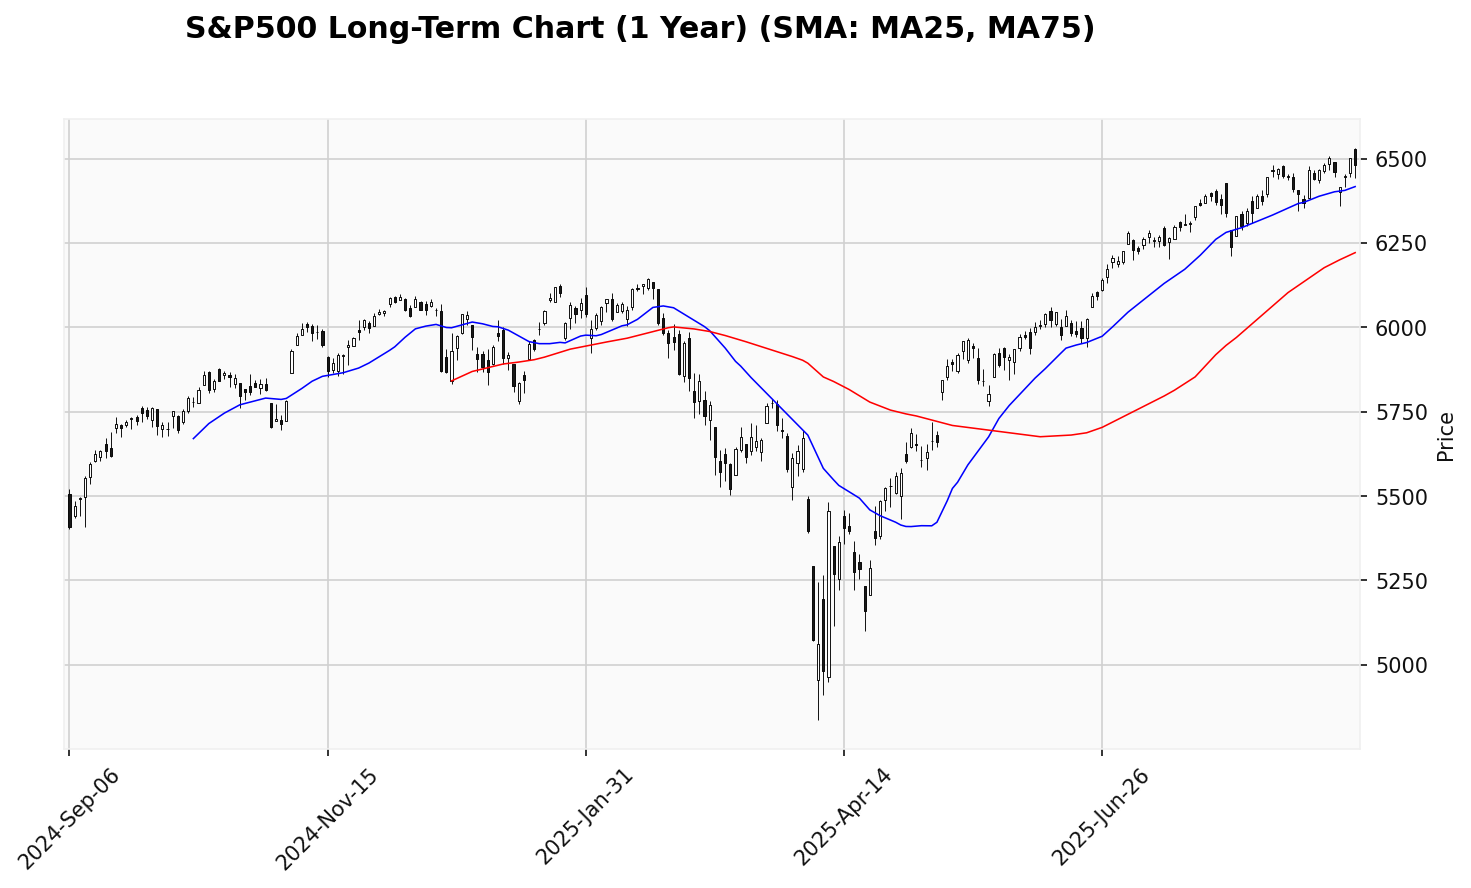 S&P500 Long-Term Chart (1 Year) (SMA: MA25, MA75)
6500
6250
6000
5750
5500
5250
5000
Price
2024-Sep-06
2024-Nov-15
2025-Jan-31
2025-Apr-14
2025-Jun-26